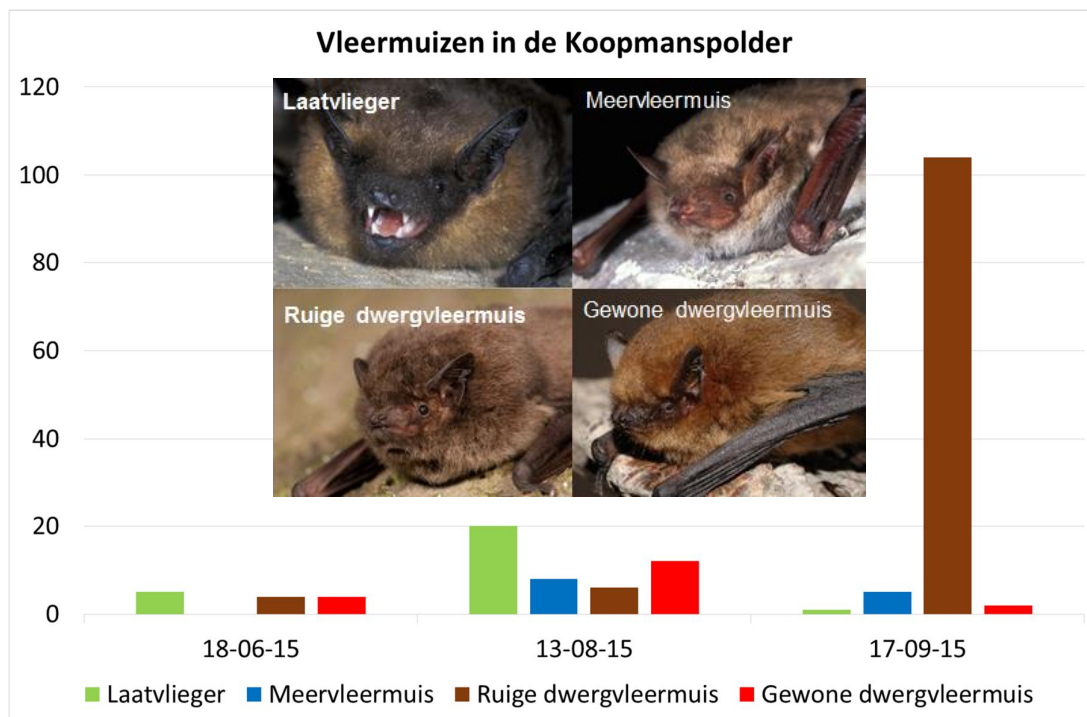 Vleermuizen in de Koopmanspolder
120
100
80
60
40
20
0
Laatvlieger
Meervleermuis
Ruige dwergvleermuis
Gewone dwergvleermuis
18-06-15
13-08-15
17-09-15
Laatvlieger Meervleermuis Ruige dwergvleermuis Gewone dwergvleermuis